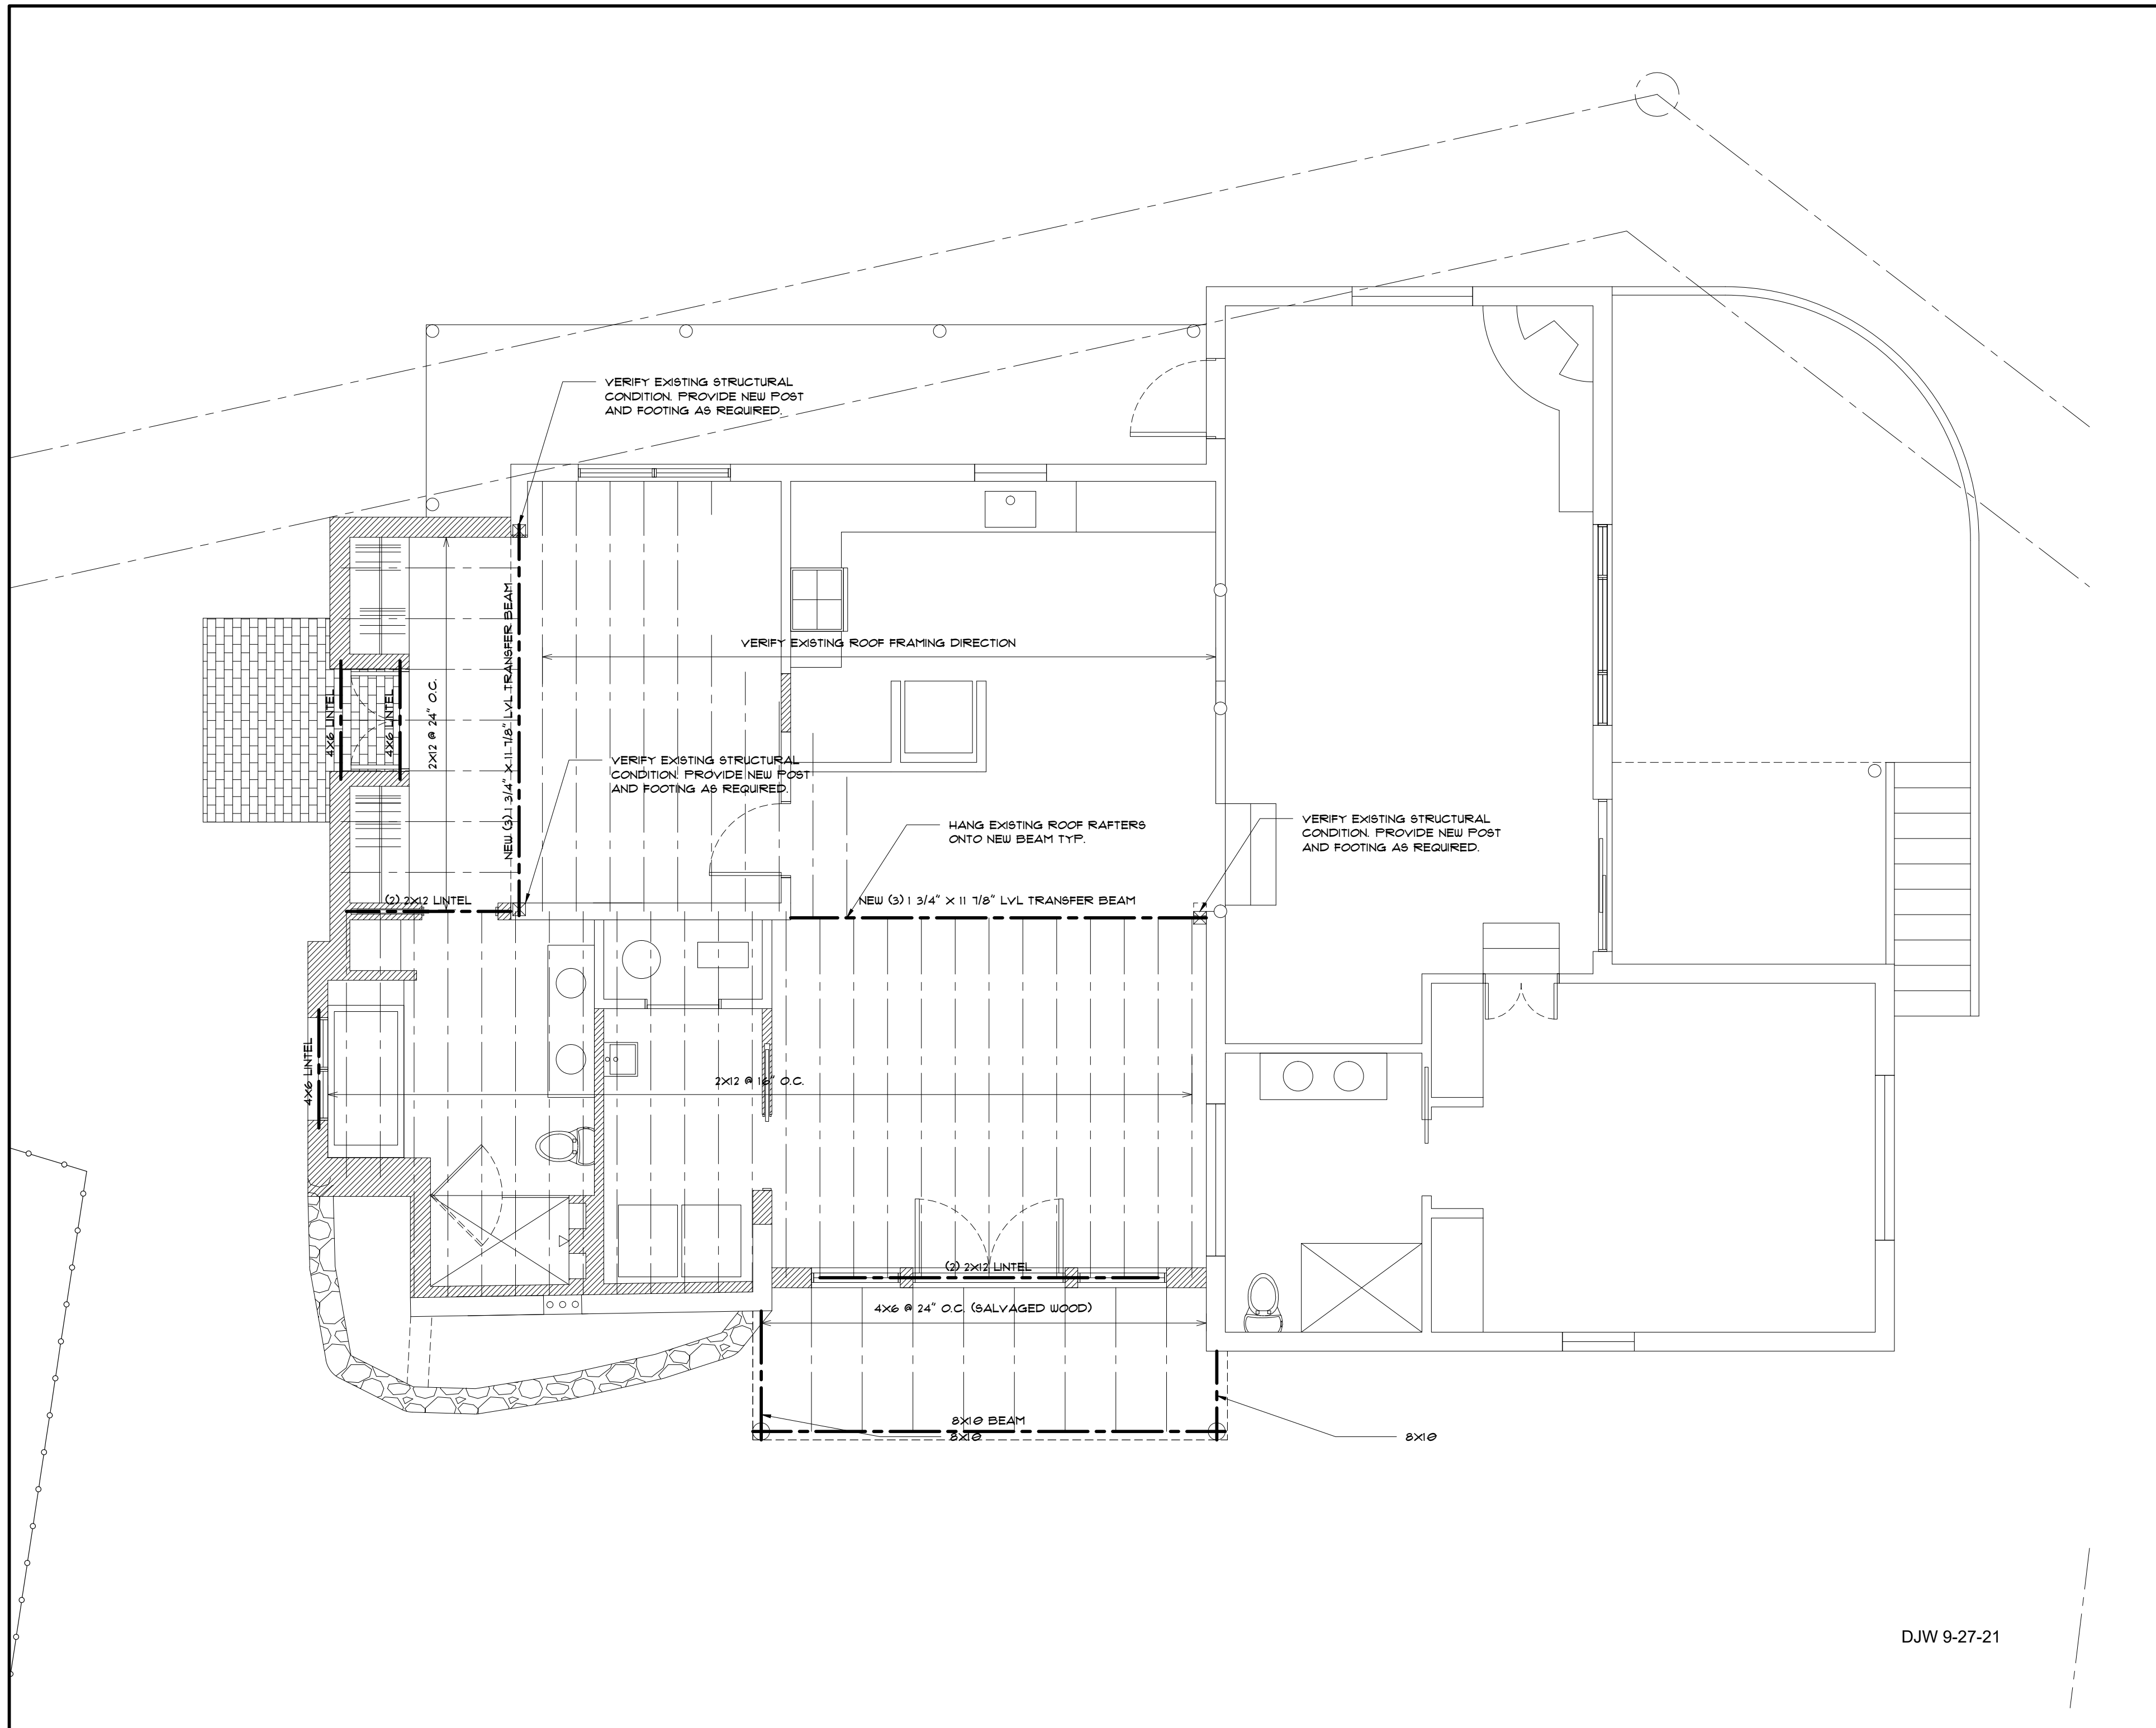 VERIFY EXISTING STRUCTURAL
CONDITION. PROVIDE NEW POST
AND FOOTING AS REQUIRED.
VERIFY EXISTING ROOF FRAMING DIRECTION
NEW (3) 1 3/4" X 11 7/8" LVL TRANSFER BEAM
2X12 @ 24" O.C.
4X6 LINTEL
4X6 LINTEL
VERIFY EXISTING STRUCTURAL
CONDITION. PROVIDE NEW POST
AND FOOTING AS REQUIRED.
HANG EXISTING ROOF RAFTERS
ONTO NEW BEAM TYP.
VERIFY EXISTING STRUCTURAL
CONDITION. PROVIDE NEW POST
AND FOOTING AS REQUIRED.
(2) 2X12 LINTEL
NEW (3) 1 3/4" X 11 7/8" LVL TRANSFER BEAM
4X6 LINTEL
2X12 @ 16" O.C.
(2) 2X12 LINTEL
4X6 @ 24" O.C. (SALVAGED WOOD)
8X10 BEAM
8X10
8X10
DJW 9-27-21